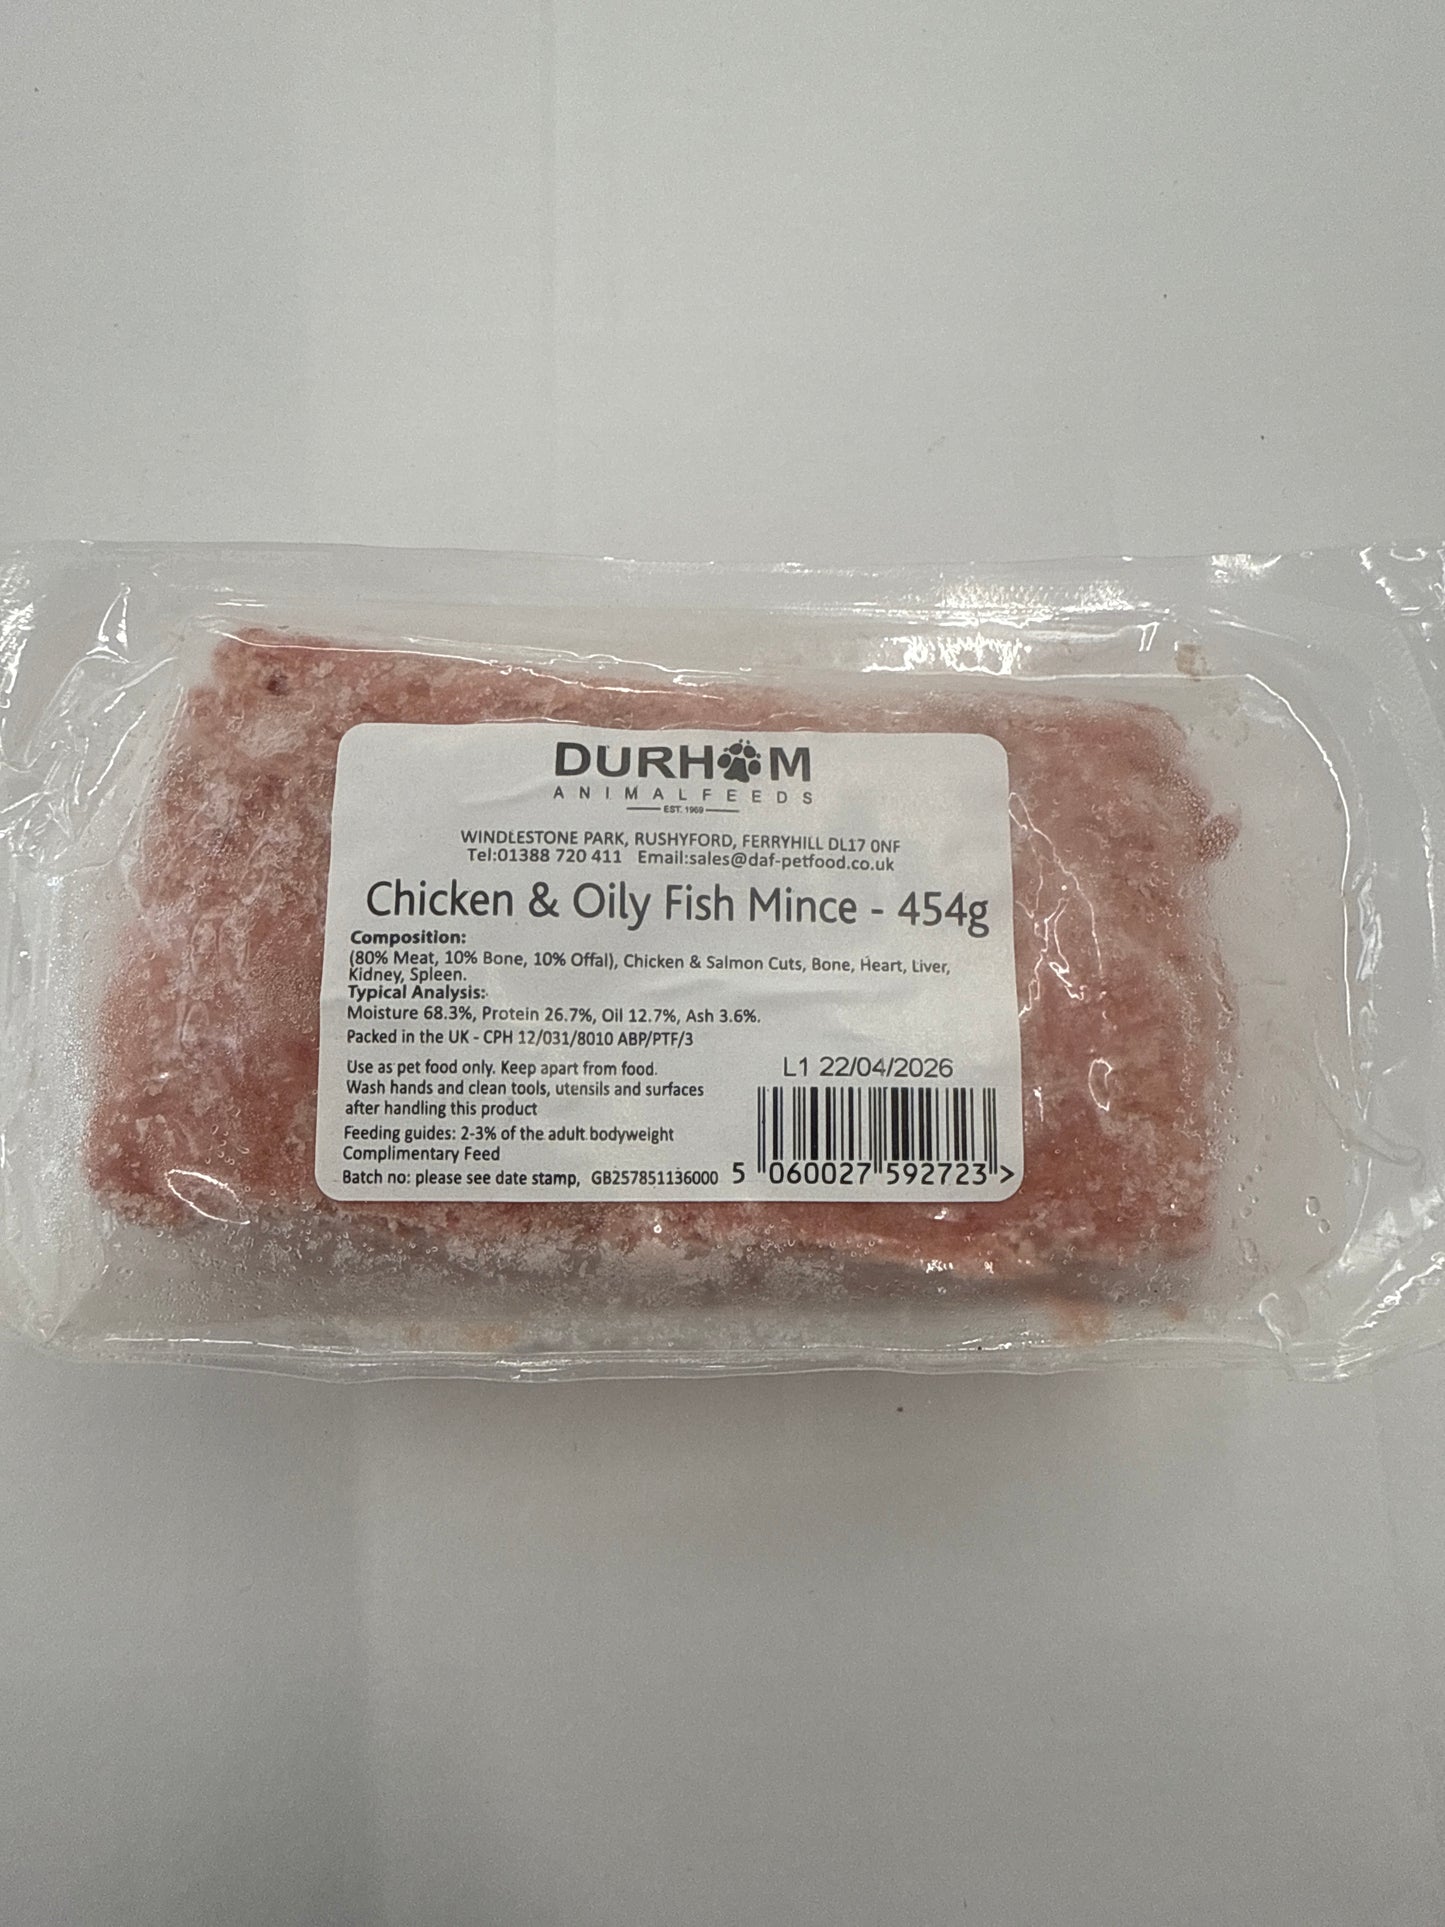 DURHAM
ANIMAL FEEDS
EST. 1969
WINDLESTONE PARK, RUSHYFORD, FERRYHILL DL17 0NF
Tel:01388 720 411 Email:sales@daf-petfood.co.uk
Chicken & Oily Fish Mince - 454g
Composition:
(80% Meat, 10% Bone, 10% Offal), Chicken & Salmon Cuts, Bone, Heart, Liver,
Kidney, Spleen.
Typical Analysis:
Moisture 68.3%, Protein 26.7%, Oil 12.7%, Ash 3.6%.
Packed in the UK - CPH 12/031/8010 ABP/PTF/3
Use as pet food only. Keep apart from food.
Wash hands and clean tools, utensils and surfaces
after handling this product
L1 22/04/2026
Feeding guides: 2-3% of the adult bodyweight
Complimentary Feed
Batch no: please see date stamp, GB257851136000
5 060027 592723 >